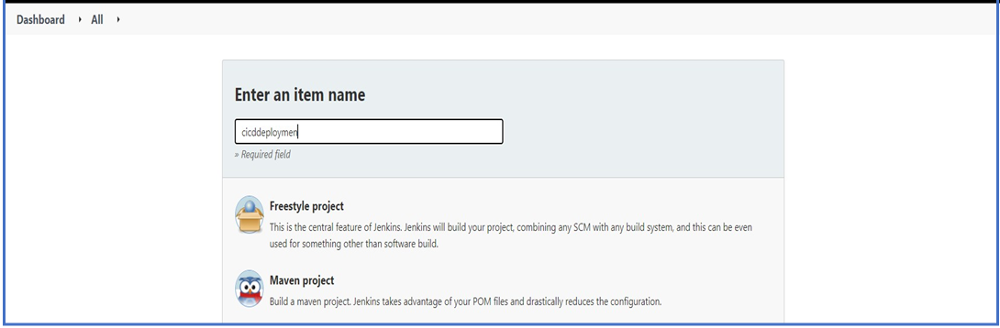 Dashboard All
Enter an item name
cicddeploymen
» Required field
Freestyle project
This is the central feature of Jenkins. Jenkins will build your project, combining any SCM with any build system, and this can be even
used for something other than software build.
Maven project
Build a maven project. Jenkins takes advantage of your POM files and drastically reduces the configuration.